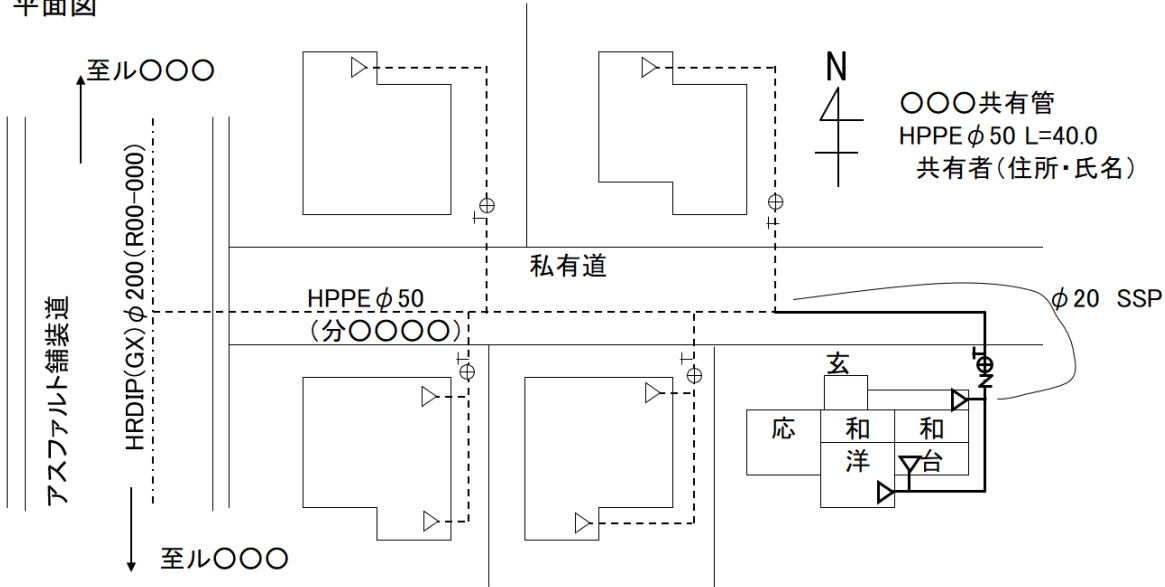 平面図
至ル〇〇〇
N
〇〇〇共有管
HPPEφ50 L=40.0
共有者(住所・氏名)
アスファルト舗装道
HRDIP(GX)φ200(R00-000)
私有道
HPPEφ50
(分〇〇〇〇)
φ20 SSP
玄
応
和
和
洋
台
至ル〇〇〇